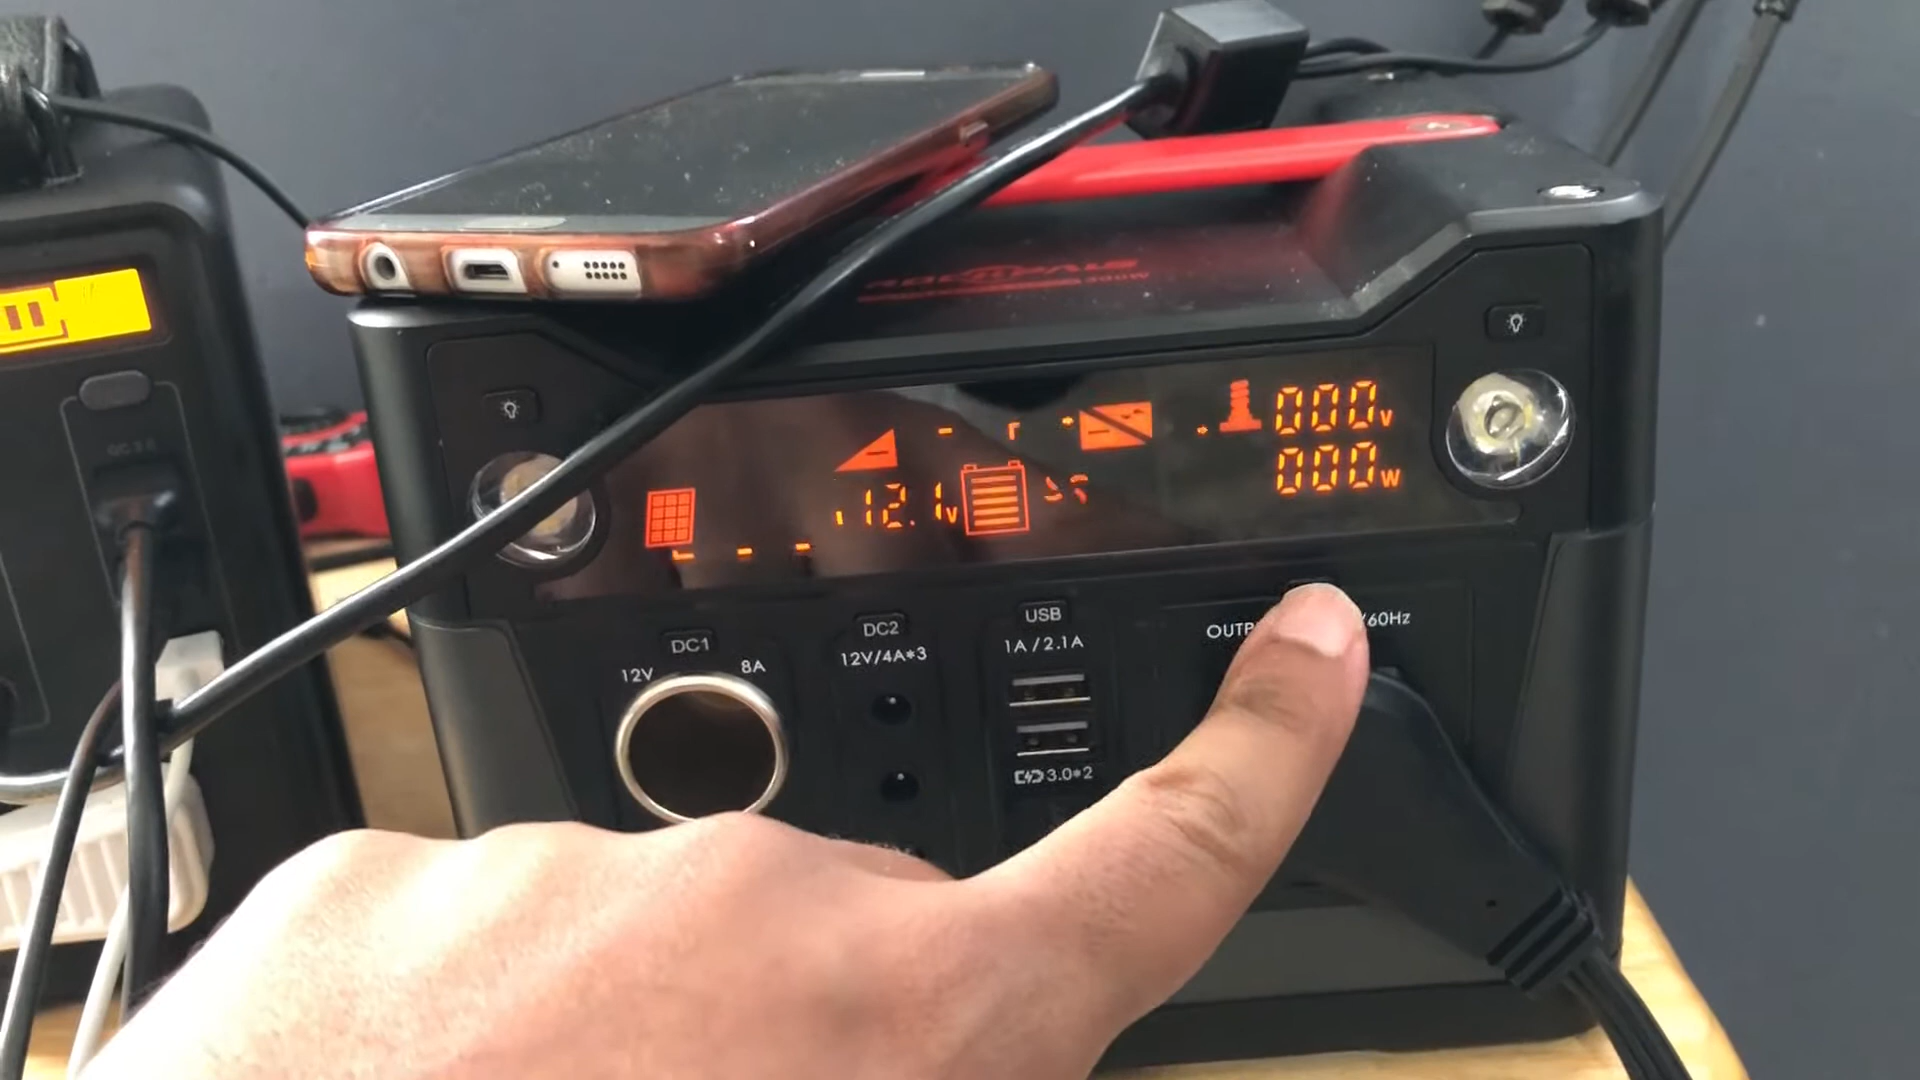 000V
12.1V
000W
OUTP
/60Hz
DC1
12V 8A
DC2
12V/4A*3
USB
1A/2.1A
3.0*2